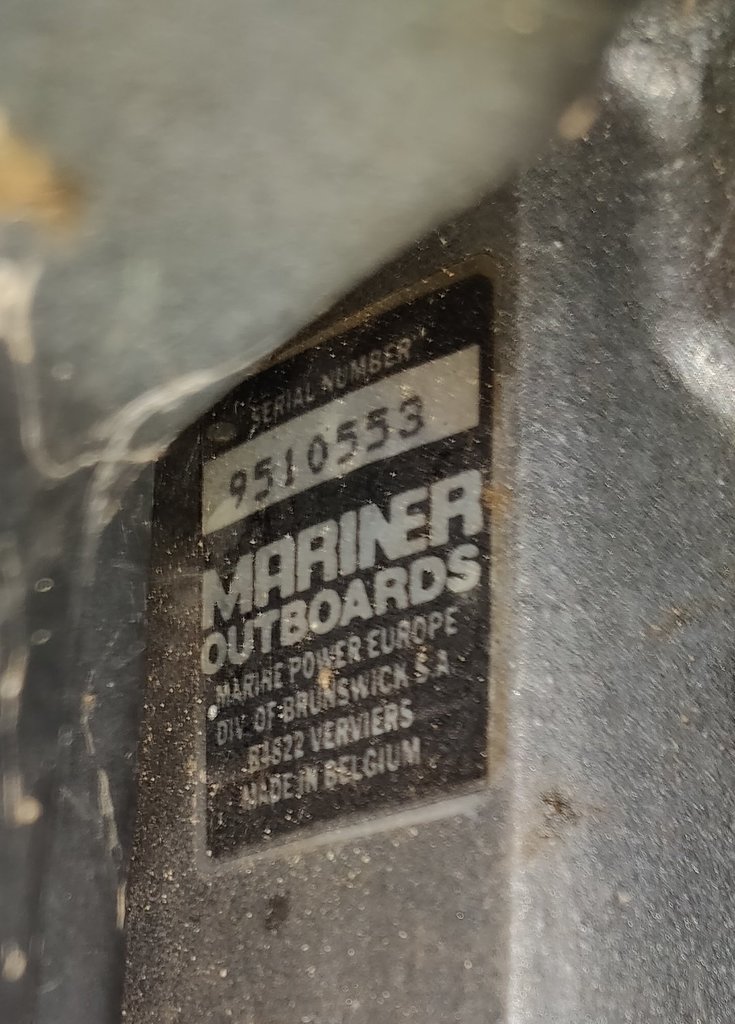 SERIAL NUMBER
9510553
MARINER
OUTBOARDS
MARINE POWER EUROPE
DIV. OF BRUNSWICK S.A
B4822 VERVIERS
MADE IN BELGIUM